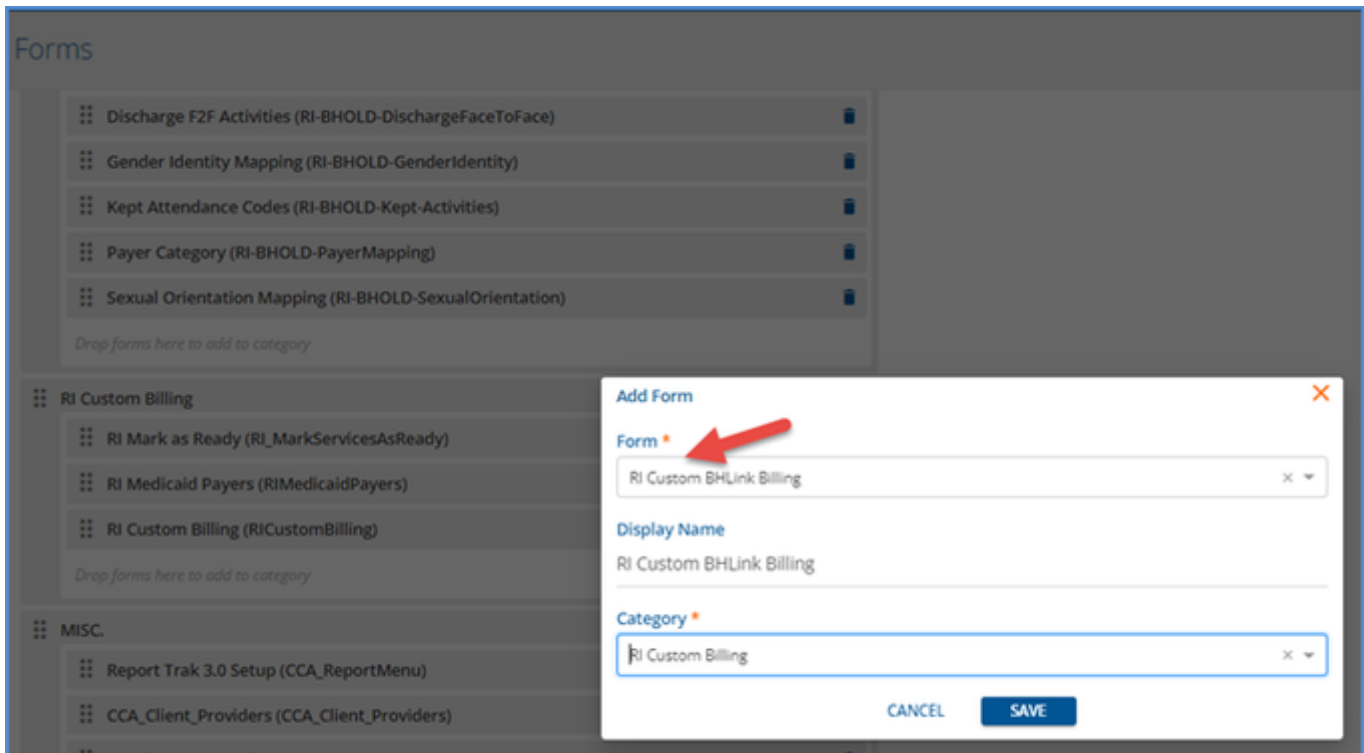 Forms
Discharge F2F Activities (RI-BHOLD-DischargeFaceToFace)
Gender Identity Mapping (RI-BHOLD-GenderIdentity)
Kept Attendance Codes (RI-BHOLD-Kept-Activities)
Payer Category (RI-BHOLD-PayerMapping)
Sexual Orientation Mapping (RI-BHOLD-SexualOrientation)
Drop forms here to add to category
RI Custom Billing
RI Mark as Ready (RI_MarkServicesAsReady)
RI Medicaid Payers (RIMedicaidPayers)
RI Custom Billing (RICustomBilling)
Drop forms here to add to category
MISC.
Report Trak 3.0 Setup (CCA_ReportMenu)
CCA_Client_Providers (CCA_Client_Providers)
Add Form
Form *
RI Custom BHLink Billing
Display Name
RI Custom BHLink Billing
Category *
RI Custom Billing
CANCEL SAVE